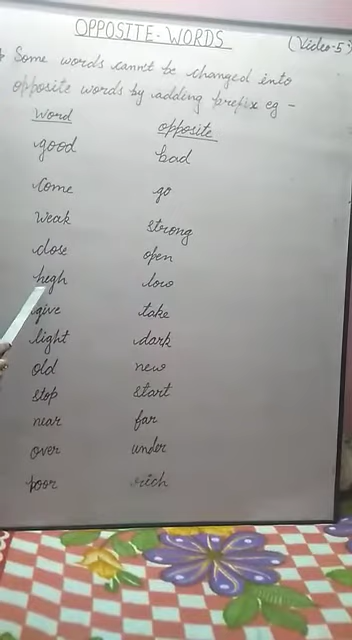 OPPOSITE-WORDS
(Video-5)
Some words cannot be changed into
opposite words by adding prefix eg -
Word opposite
good bad
Come go
Weak strong
close open
high low
give take
light dark
old new
stop start
near far
over under
poor rich